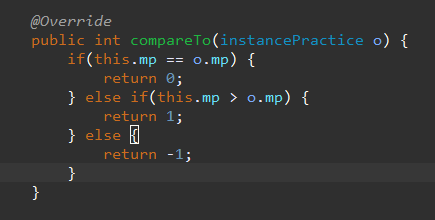 @Override
public int compareTo(instancePractice o) {
    if(this.mp == o.mp) {
        return 0;
    } else if(this.mp > o.mp) {
        return 1;
    } else {
        return -1;
    }
}